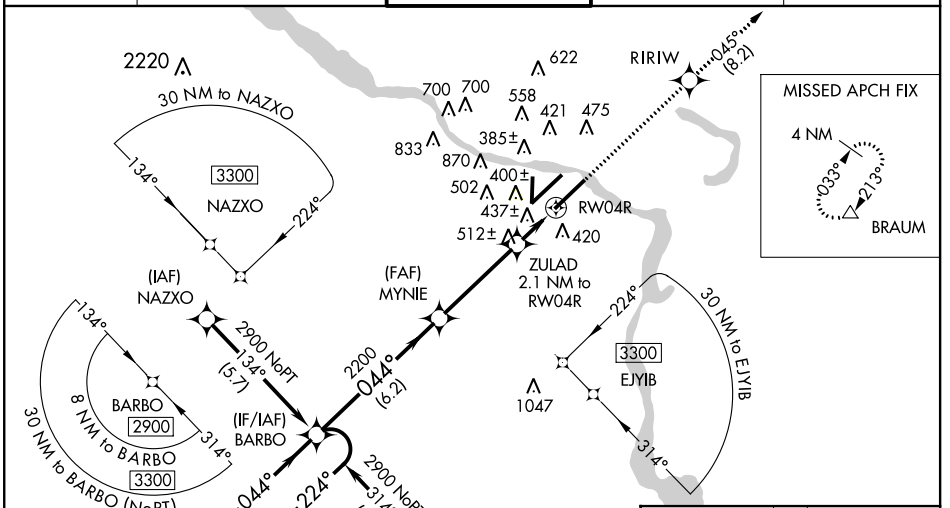 2220
30 NM to NAZXO
134°
3300
NAZXO
224°
622
700 700
558
421
475
385±
833
870
400±
502
437±
512±
420
RIRIW
045°
(8.2)
RW04R
ZULAD
2.1 NM to
RW04R
MISSED APCH FIX
4 NM
033°
213°
BRAUM
(IAF)
NAZXO
2900 NoPT
134°
(5.7)
(FAF)
MYNIE
2200
044°
(6.2)
(IF/IAF)
BARBO
134°
BARBO
2900
8 NM to BARBO
3300
30 NM to BARBO (NoPT)
314°
044°
224°
2900 NoPT
314°
224°
30 NM to EJYIB
3300
EJYIB
314°
1047